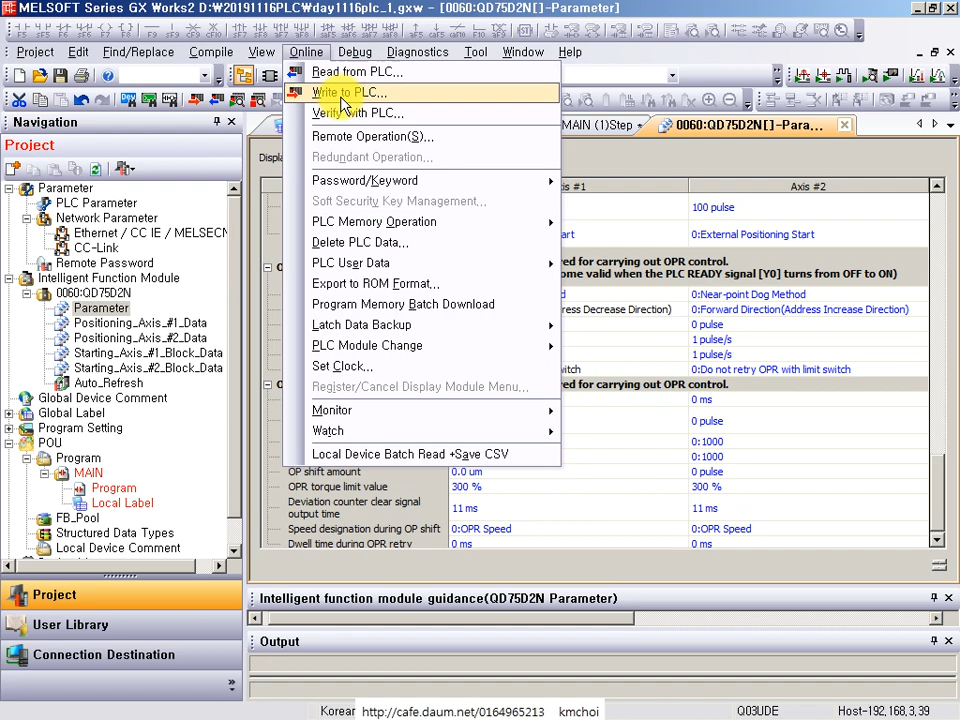 MELSOFT Series GX Works2 D:₩20191116PLC₩day1116plc_1.gxw - [0060:QD75D2N[]-Parameter]
Project Edit Find/Replace Compile View Online Debug Diagnostics Tool Window Help
Navigation
MAIN (1)Step
0060:QD75D2N[]-Para...
Project
Read from PLC...
Write to PLC...
Verify with PLC...
Remote Operation(S)...
Redundant Operation...
Password/Keyword
Soft Security Key Management...
PLC Memory Operation
Delete PLC Data...
PLC User Data
Export to ROM Format...
Program Memory Batch Download
Latch Data Backup
PLC Module Change
Set Clock...
Register/Cancel Display Module Menu...
Monitor
Watch
Local Device Batch Read +Save CSV
Parameter
PLC Parameter
Network Parameter
Ethernet / CC IE / MELSECN
CC-Link
Remote Password
Intelligent Function Module
0060:QD75D2N
Parameter
Positioning_Axis_#1_Data
Positioning_Axis_#2_Data
Starting_Axis_#1_Block_Data
Starting_Axis_#2_Block_Data
Auto_Refresh
Global Device Comment
Global Label
Program Setting
POU
Program
MAIN
Program
Local Label
FB_Pool
Structured Data Types
Local Device Comment
Project
User Library
Connection Destination
Displa
xis #1 Axis #2
100 pulse
art 0:External Positioning Start
ed for carrying out OPR control.
ome valid when the PLC READY signal [Y0] turns from OFF to ON)
d 0:Near-point Dog Method
ress Decrease Direction) 0:Forward Direction(Address Increase Direction)
0 pulse
1 pulse/s
1 pulse/s
witch 0:Do not retry OPR with limit switch
ed for carrying out OPR control.
0 ms
0 pulse
0:1000
0:1000
OP shift amount 0.0 um 0 pulse
OPR torque limit value 300 % 300 %
Deviation counter clear signal output time 11 ms 11 ms
Speed designation during OP shift 0:OPR Speed 0:OPR Speed
Dwell time during OPR retry 0 ms 0 ms
Intelligent function module guidance(QD75D2N Parameter)
Output
Korean http://cafe.daum.net/0164965213 kmchoi Q03UDE Host-192,168,3,39